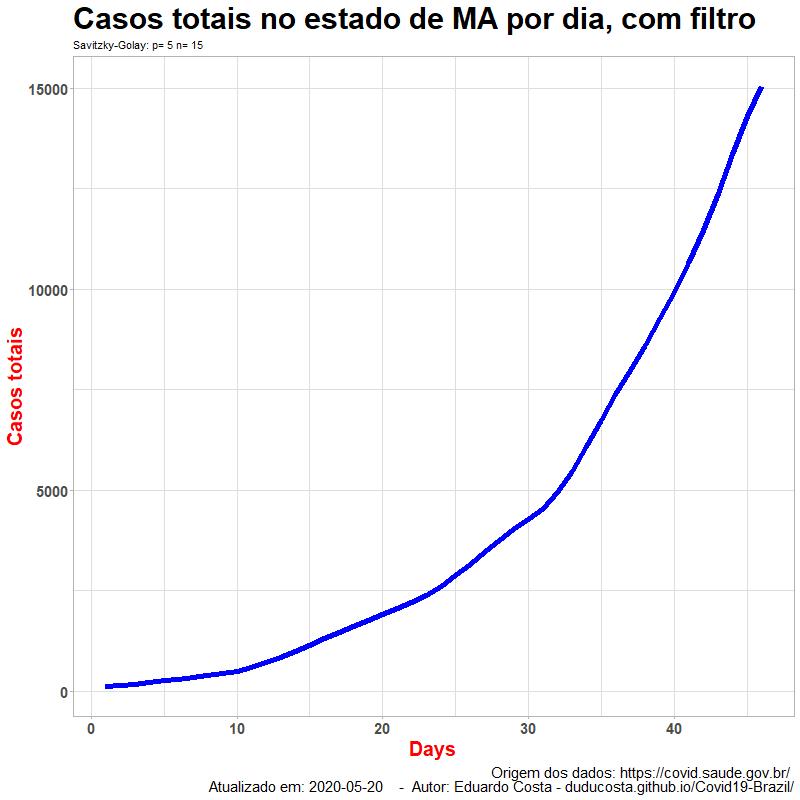 Casos totais no estado de MA por dia, com filtro
Savitzky-Golay: p= 5 n= 15
15000
10000
5000
0
Casos totais
0 10 20 30 40
Days
Origem dos dados: https://covid.saude.gov.br/
Atualizado em: 2020-05-20 - Autor: Eduardo Costa - duducosta.github.io/Covid19-Brazil/